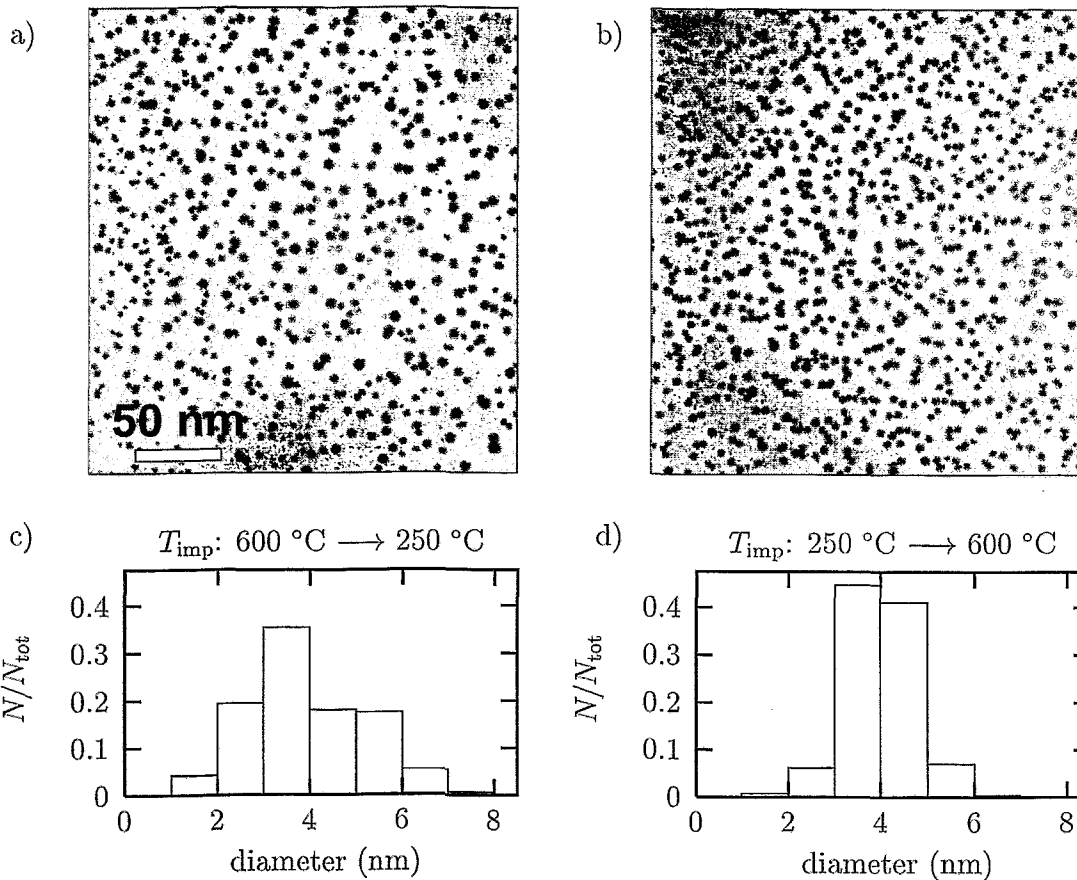 a)
b)
50 nm
c)
T_imp: 600 °C ⟶ 250 °C
d)
T_imp: 250 °C ⟶ 600 °C
N/N_tot
0.4
0.3
0.2
0.1
0
0 2 4 6 8
diameter (nm)
N/N_tot
0.4
0.3
0.2
0.1
0
0 2 4 6 8
diameter (nm)